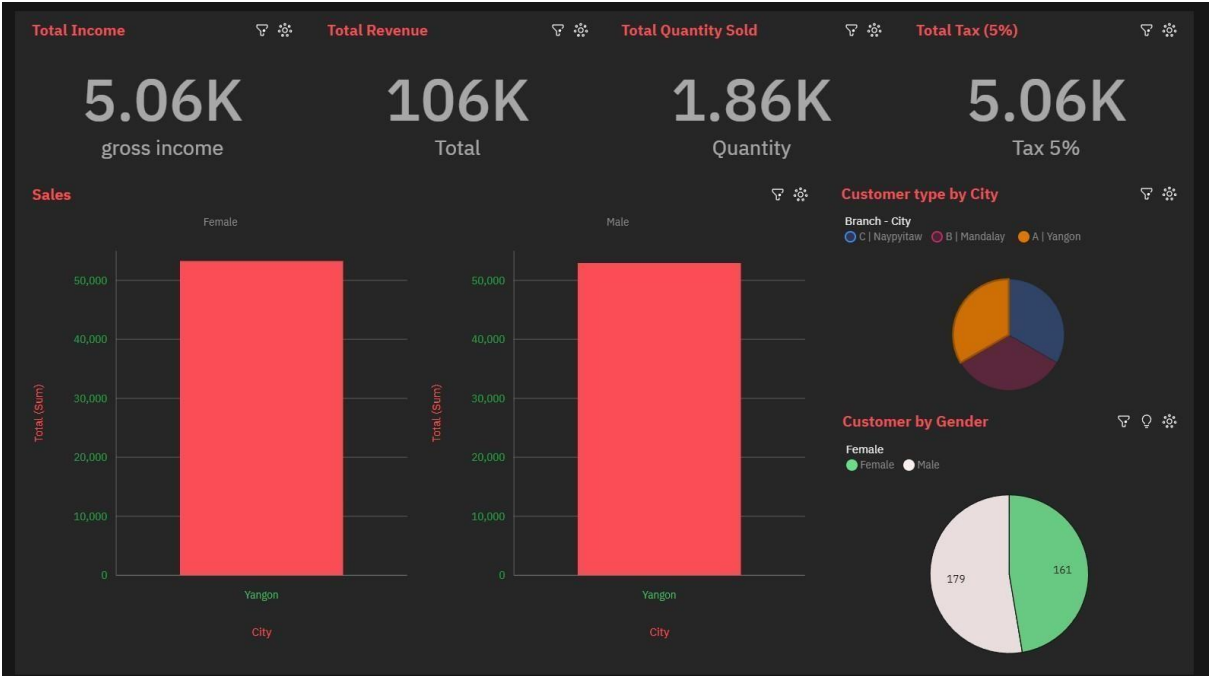 Total Income
Total Revenue
Total Quantity Sold
Total Tax (5%)
5.06K
106K
1.86K
5.06K
gross income
Total
Quantity
Tax 5%
Sales
Female
Male
50,000
40,000
30,000
20,000
10,000
0
Total (Sum)
Yangon
City
50,000
40,000
30,000
20,000
10,000
0
Total (Sum)
Yangon
City
Customer type by City
Branch - City
C | Naypyitaw B | Mandalay A | Yangon
Customer by Gender
Female
Female Male
179
161